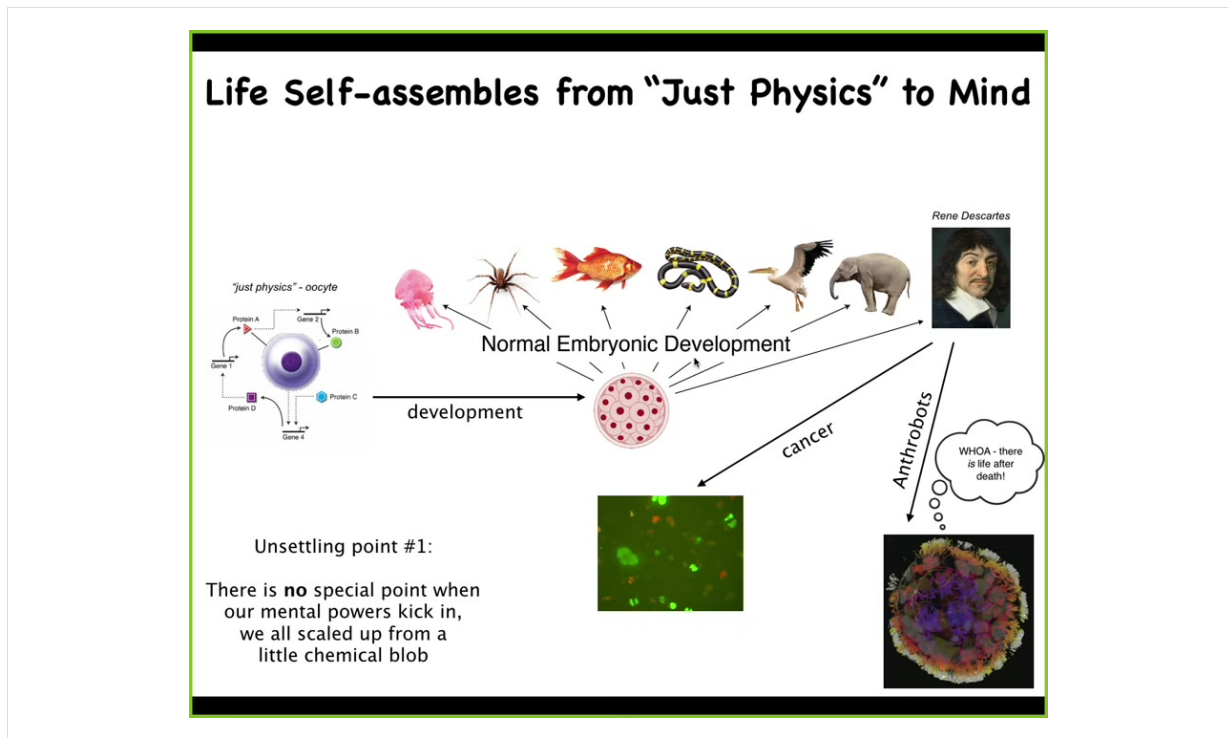 Life Self-assembles from “Just Physics” to Mind
Rene Descartes
"just physics" - oocyte
Protein A
Gene 2
Protein B
Gene 1
Protein D
Protein C
Gene 4
Normal Embryonic Development
development
cancer
Anthrobots
WHOA - there
is life after
death!
Unsettling point #1:
There is no special point when
our mental powers kick in,
we all scaled up from a
little chemical blob